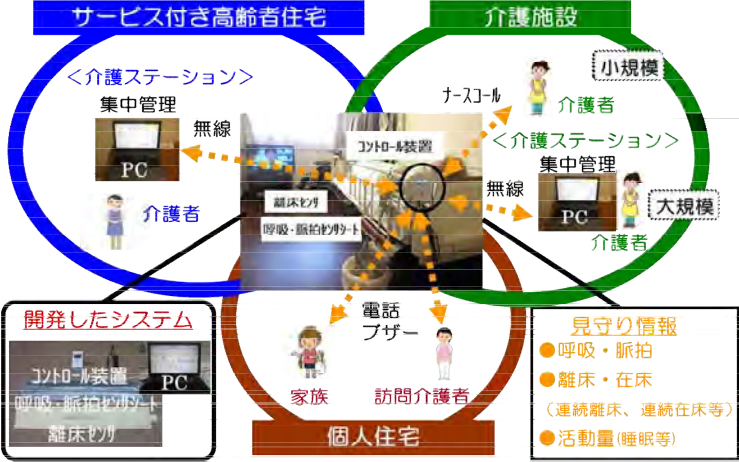 サービス付き高齢者住宅
介護施設
＜介護ステーション＞
集中管理
PC
無線
介護者
ナースコール
小規模
介護者
＜介護ステーション＞
集中管理
PC
無線
大規模
介護者
コントロール装置
離床センサ
呼吸・脈拍センサシート
電話
ブザー
家族
訪問介護者
個人住宅
開発したシステム
コントロール装置
PC
呼吸・脈拍センサシート
離床センサ
見守り情報
●呼吸・脈拍
●離床・在床
（連続離床、連続在床等）
●活動量(睡眠等)